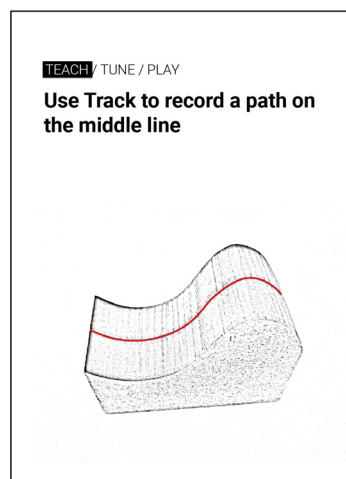 TEACH / TUNE / PLAY
Use Track to record a path on
the middle line